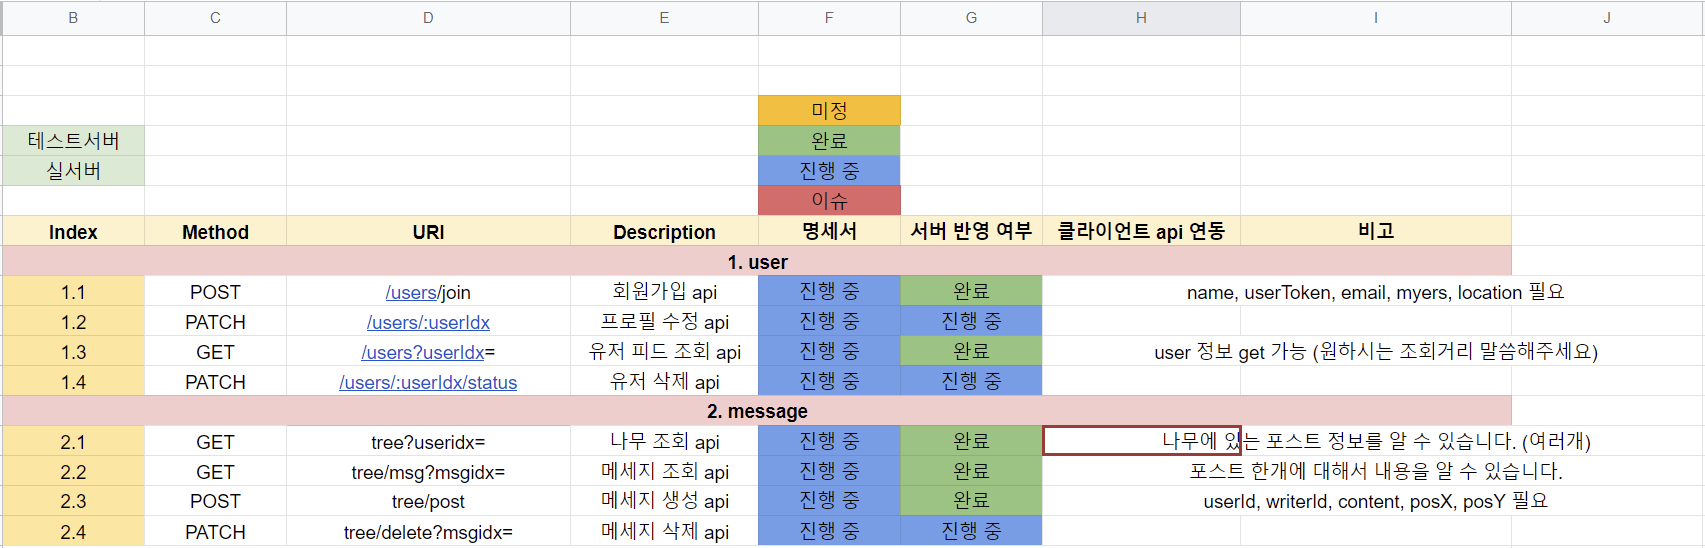 B C D E F G H I J
미정
테스트서버 완료
실서버 진행 중
이슈
Index Method URI Description 명세서 서버 반영 여부 클라이언트 api 연동 비고
1. user
1.1 POST /users/join 회원가입 api 진행 중 완료 name, userToken, email, myers, location 필요
1.2 PATCH /users/:userIdx 프로필 수정 api 진행 중 진행 중
1.3 GET /users?userIdx= 유저 피드 조회 api 진행 중 완료 user 정보 get 가능 (원하시는 조회거리 말씀해주세요)
1.4 PATCH /users/:userIdx/status 유저 삭제 api 진행 중 진행 중
2. message
2.1 GET tree?useridx= 나무 조회 api 진행 중 완료 나무에 있는 포스트 정보를 알 수 있습니다. (여러개)
2.2 GET tree/msg?msgidx= 메세지 조회 api 진행 중 완료 포스트 한개에 대해서 내용을 알 수 있습니다.
2.3 POST tree/post 메세지 생성 api 진행 중 완료 userId, writerId, content, posX, posY 필요
2.4 PATCH tree/delete?msgidx= 메세지 삭제 api 진행 중 진행 중